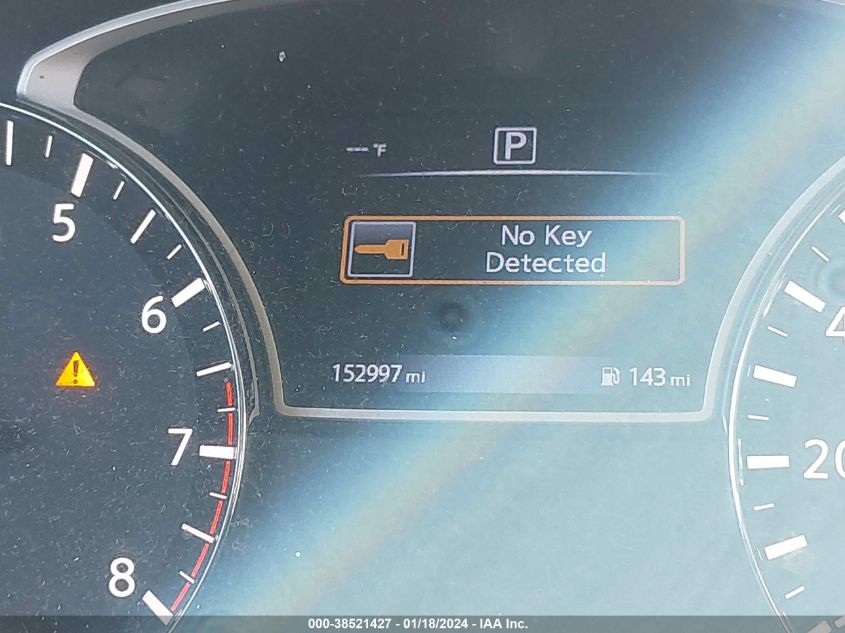 --- °F
P
No Key
Detected
152997 mi
143 mi
5
6
7
8
20
000-38521427 - 01/18/2024 - IAA Inc.